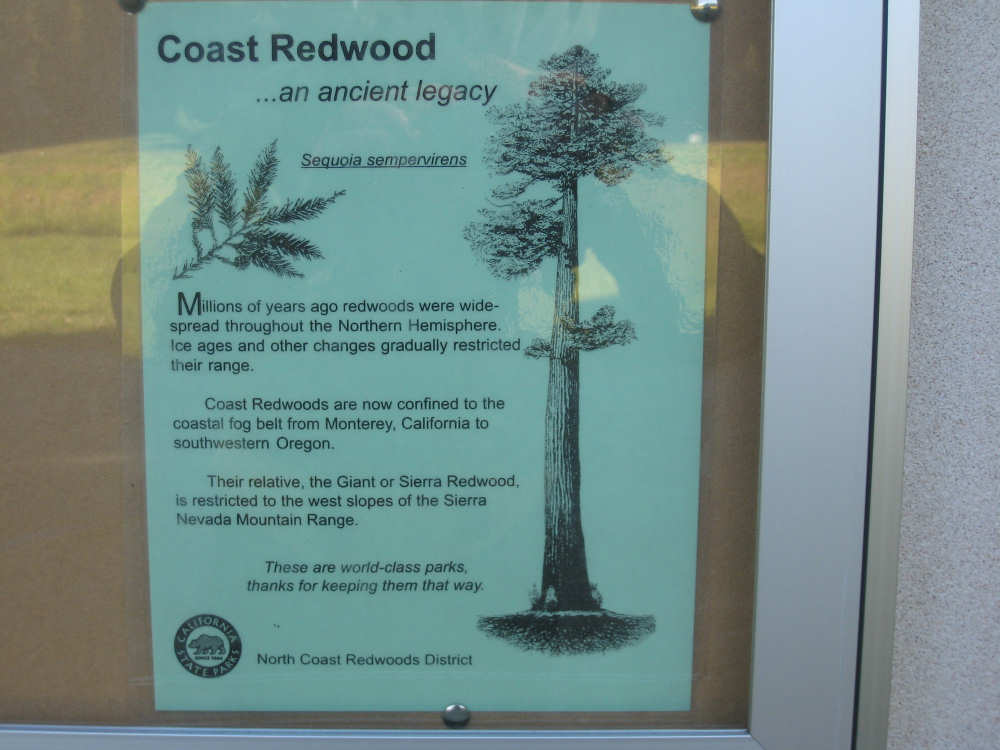 Coast Redwood
...an ancient legacy
Sequoia sempervirens
Millions of years ago redwoods were wide-
spread throughout the Northern Hemisphere.
Ice ages and other changes gradually restricted
their range.
Coast Redwoods are now confined to the
coastal fog belt from Monterey, California to
southwestern Oregon.
Their relative, the Giant or Sierra Redwood,
is restricted to the west slopes of the Sierra
Nevada Mountain Range.
These are world-class parks,
thanks for keeping them that way.
CALIFORNIA
SINCE 1864
STATE PARKS
North Coast Redwoods District